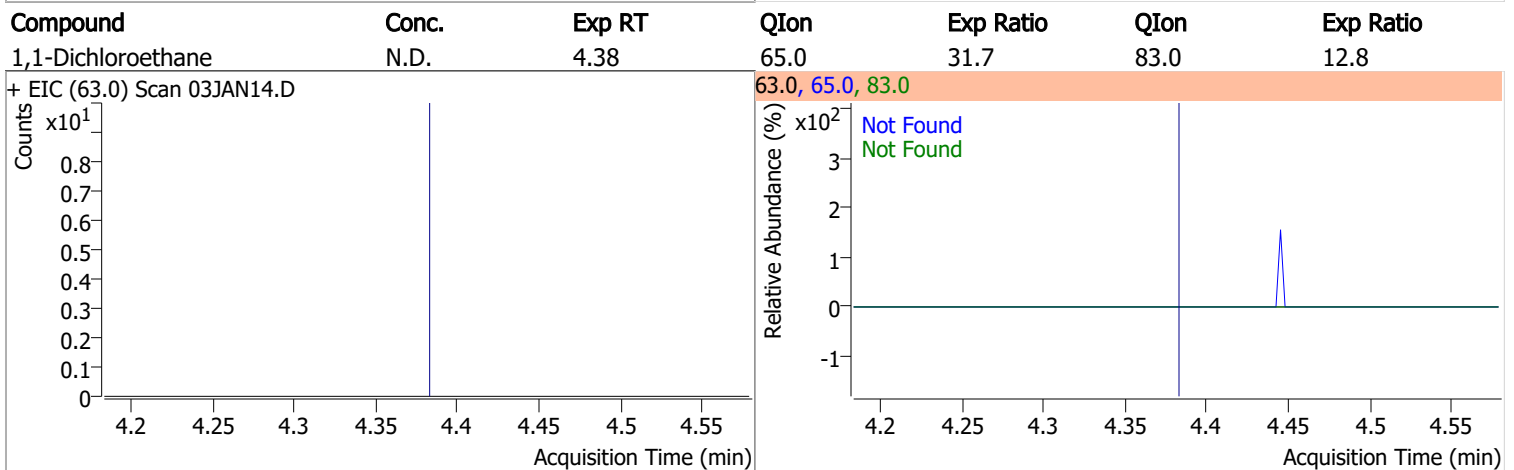 Compound Conc. Exp RT QIon Exp Ratio QIon Exp Ratio
1,1-Dichloroethane N.D. 4.38 65.0 31.7 83.0 12.8
+ EIC (63.0) Scan 03JAN14.D
Counts
x10¹
0.8
0.7
0.6
0.5
0.4
0.3
0.2
0.1
0
4.2 4.25 4.3 4.35 4.4 4.45 4.5 4.55
Acquisition Time (min)
63.0, 65.0, 83.0
Relative Abundance (%)
x10²
Not Found
Not Found
3
2
1
0
-1
4.2 4.25 4.3 4.35 4.4 4.45 4.5 4.55
Acquisition Time (min)